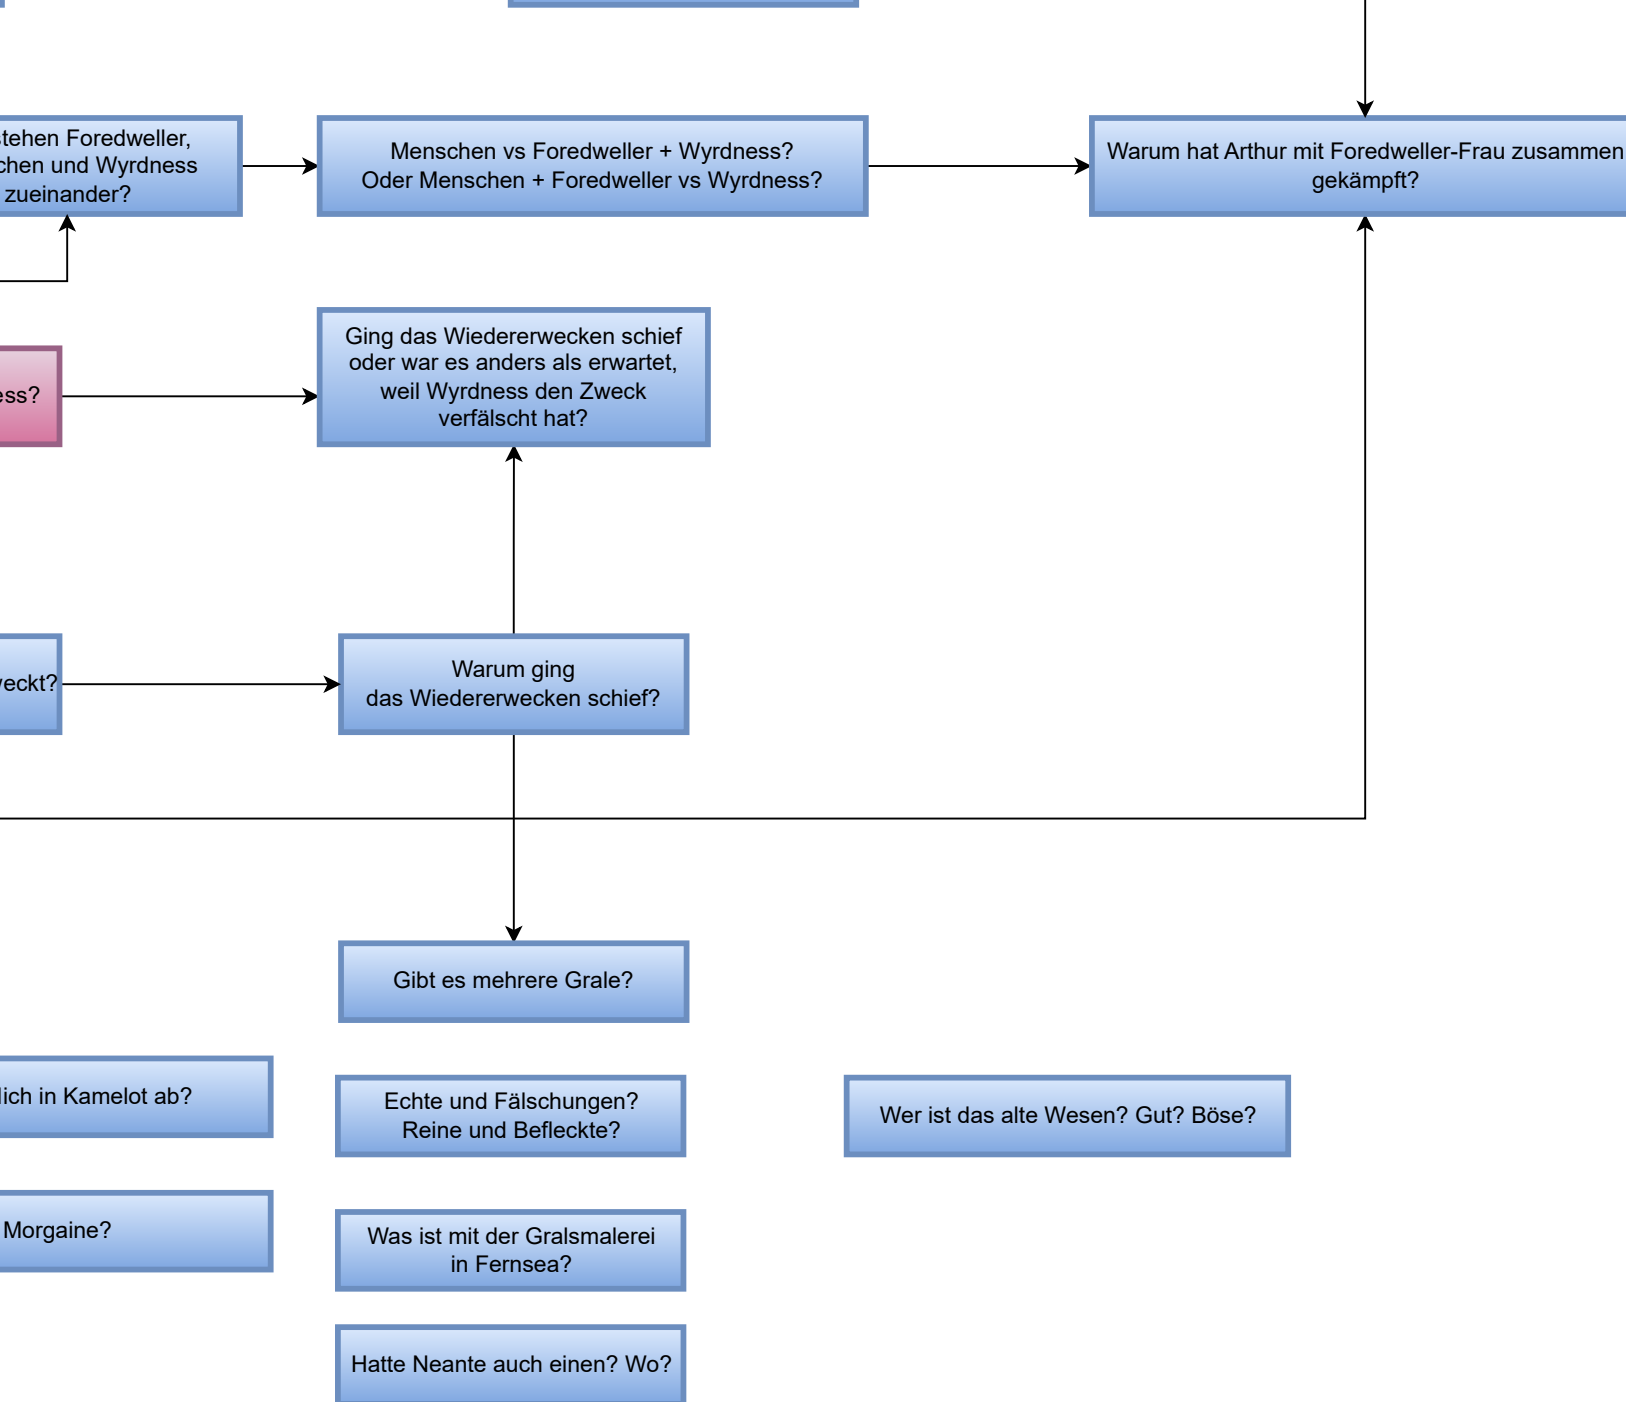 stehen Foredweller,
chen und Wyrdness
zueinander?
Menschen vs Foredweller + Wyrdness?
Oder Menschen + Foredweller vs Wyrdness?
Warum hat Arthur mit Foredweller-Frau zusammen
gekämpft?
ess?
Ging das Wiedererwecken schief
oder war es anders als erwartet,
weil Wyrdness den Zweck
verfälscht hat?
weckt?
Warum ging
das Wiedererwecken schief?
Gibt es mehrere Grale?
lich in Kamelot ab?
Echte und Fälschungen?
Reine und Befleckte?
Wer ist das alte Wesen? Gut? Böse?
Morgaine?
Was ist mit der Gralsmalerei
in Fernsea?
Hatte Neante auch einen? Wo?